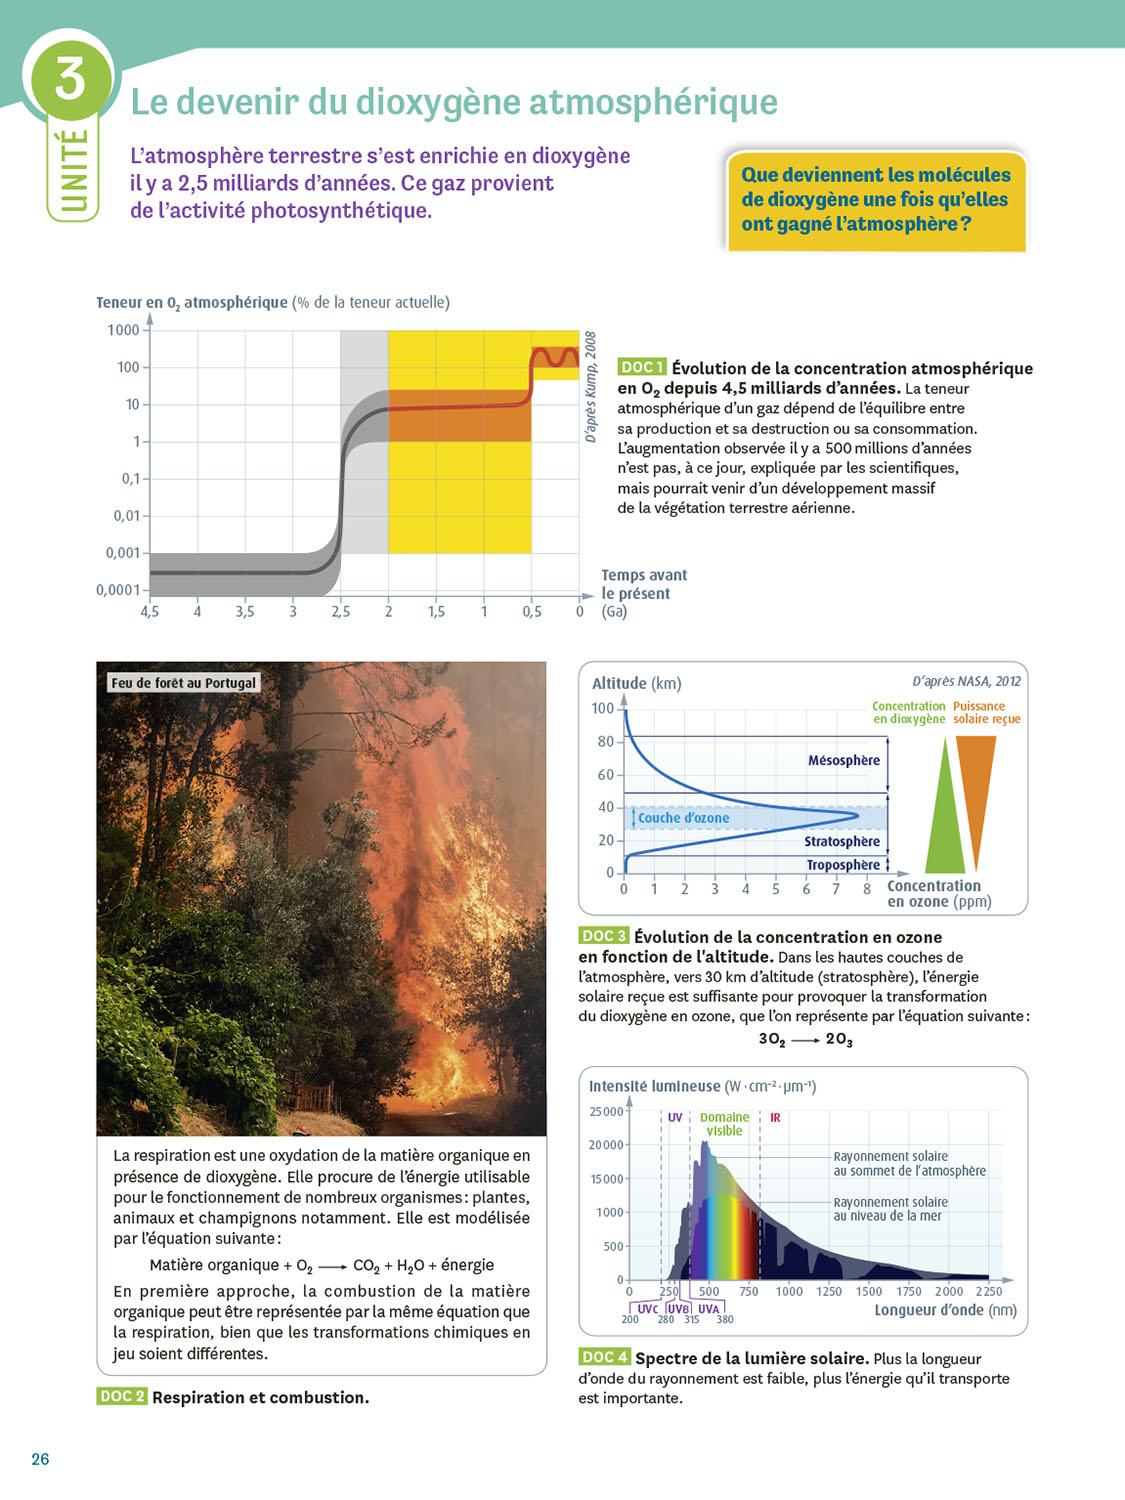 3
UNITÉ
Le devenir du dioxygène atmosphérique
L'atmosphère terrestre s'est enrichie en dioxygène
il y a 2,5 milliards d'années. Ce gaz provient
de l'activité photosynthétique.
Que deviennent les molécules
de dioxygène une fois qu'elles
ont gagné l'atmosphère ?
Teneur en O₂ atmosphérique (% de la teneur actuelle)
1000
100
10
1
0,1
0,01
0,001
0,0001
4,5 4 3,5 3 2,5 2 1,5 1 0,5 0
Temps avant
le présent
(Ga)
D'après Kump, 2008
DOC 1 Évolution de la concentration atmosphérique
en O₂ depuis 4,5 milliards d'années. La teneur
atmosphérique d'un gaz dépend de l'équilibre entre
sa production et sa destruction ou sa consommation.
L'augmentation observée il y a 500 millions d'années
n'est pas, à ce jour, expliquée par les scientifiques,
mais pourrait venir d'un développement massif
de la végétation terrestre aérienne.
Feu de forêt au Portugal
La respiration est une oxydation de la matière organique en
présence de dioxygène. Elle procure de l'énergie utilisable
pour le fonctionnement de nombreux organismes : plantes,
animaux et champignons notamment. Elle est modélisée
par l'équation suivante :
Matière organique + O₂ ⟶ CO₂ + H₂O + énergie
En première approche, la combustion de la matière
organique peut être représentée par la même équation que
la respiration, bien que les transformations chimiques en
jeu soient différentes.
DOC 2 Respiration et combustion.
Altitude (km)
D'après NASA, 2012
Concentration
en dioxygène
Puissance
solaire reçue
100
80
60
40
20
0
Mésosphère
Couche d'ozone
Stratosphère
Troposphère
0 1 2 3 4 5 6 7 8
Concentration
en ozone (ppm)
DOC 3 Évolution de la concentration en ozone
en fonction de l'altitude. Dans les hautes couches de
l'atmosphère, vers 30 km d'altitude (stratosphère), l'énergie
solaire reçue est suffisante pour provoquer la transformation
du dioxygène en ozone, que l'on représente par l'équation suivante :
3O₂ ⟶ 2O₃
Intensité lumineuse (W·cm⁻²·µm⁻¹)
25000
20000
15000
1000
500
0
UV
Domaine
visible
IR
Rayonnement solaire
au sommet de l'atmosphère
Rayonnement solaire
au niveau de la mer
0 250 500 750 1000 1250 1500 1750 2000 2250
UVC UVB UVA
200 280 315 380
Longueur d'onde (nm)
DOC 4 Spectre de la lumière solaire. Plus la longueur
d'onde du rayonnement est faible, plus l'énergie qu'il transporte
est importante.
26